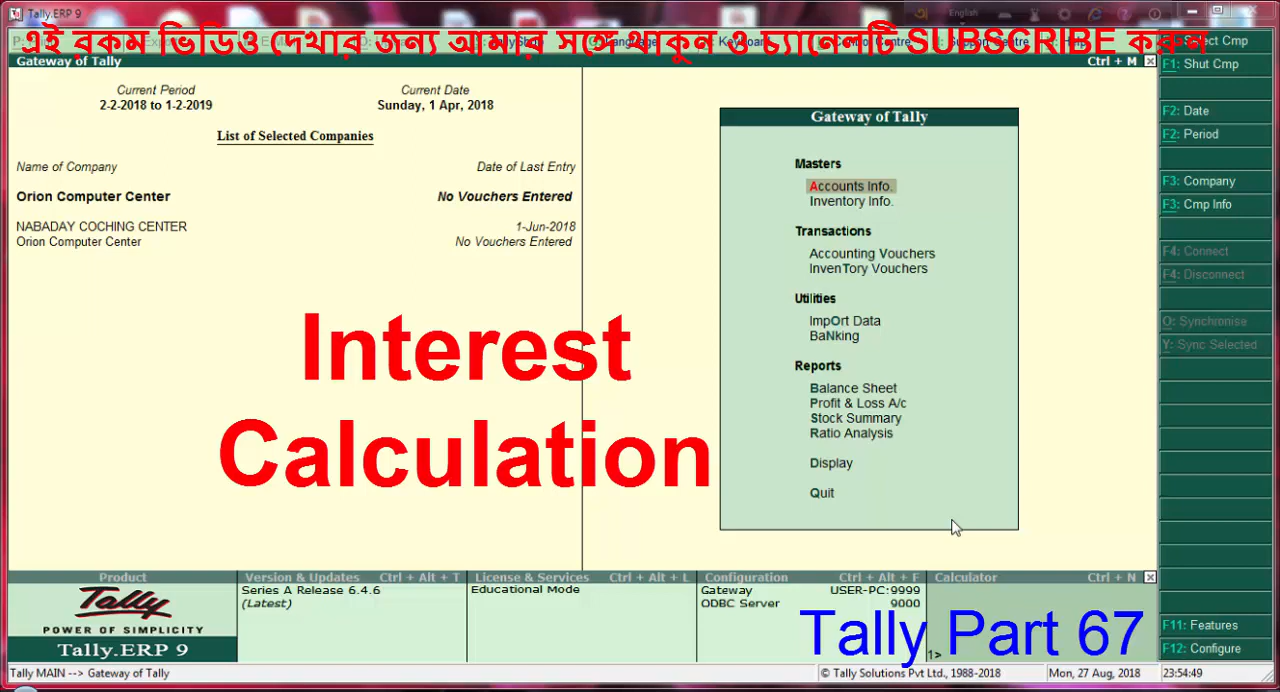 Tally.ERP 9
এই রকম ভিডিও দেখার জন্য আমার সঙ্গে থাকুন ও চ্যানেলটি SUBSCRIBE করুন
English
Gateway of Tally
Ctrl + M
Current Period
2-2-2018 to 1-2-2019
Current Date
Sunday, 1 Apr, 2018
List of Selected Companies
Name of Company
Date of Last Entry
Orion Computer Center
No Vouchers Entered
NABADAY COCHING CENTER
1-Jun-2018
Orion Computer Center
No Vouchers Entered
Gateway of Tally
Masters
Accounts Info.
Inventory Info.
Transactions
Accounting Vouchers
InvenTory Vouchers
Utilities
ImpOrt Data
BaNking
Reports
Balance Sheet
Profit & Loss A/c
Stock Summary
Ratio Analysis
Display
Quit
Select Cmp
F1: Shut Cmp
F2: Date
F2: Period
F3: Company
F3: Cmp Info
F4: Connect
F4: Disconnect
O: Synchronise
Y: Sync Selected
F11: Features
F12: Configure
Interest
Calculation
Product
Tally
POWER OF SIMPLICITY
Tally.ERP 9
Version & Updates
Ctrl + Alt + T
Series A Release 6.4.6
(Latest)
License & Services
Ctrl + Alt + L
Educational Mode
Configuration
Ctrl + Alt + F
Gateway
USER-PC:9999
ODBC Server
9000
Calculator
Ctrl + N
1>
Tally Part 67
Tally MAIN --> Gateway of Tally
© Tally Solutions Pvt Ltd., 1988-2018
Mon, 27 Aug, 2018
23:54:49